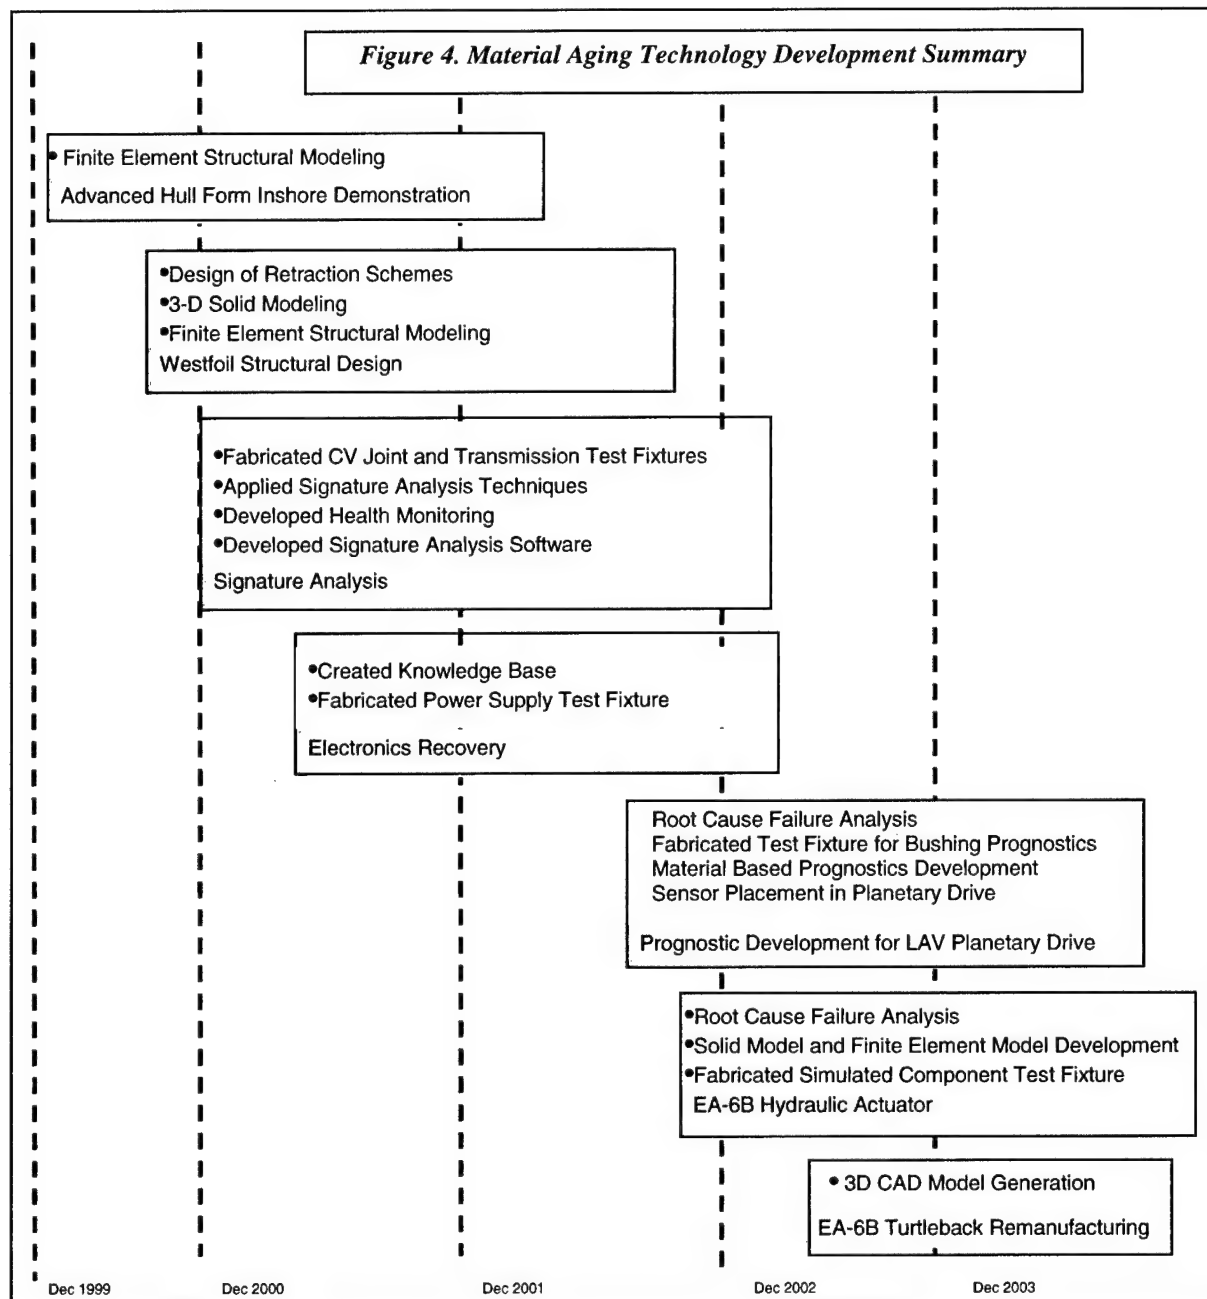 Figure 4. Material Aging Technology Development Summary
• Finite Element Structural Modeling
Advanced Hull Form Inshore Demonstration
•Design of Retraction Schemes
•3-D Solid Modeling
•Finite Element Structural Modeling
Westfoil Structural Design
•Fabricated CV Joint and Transmission Test Fixtures
•Applied Signature Analysis Techniques
•Developed Health Monitoring
•Developed Signature Analysis Software
Signature Analysis
•Created Knowledge Base
•Fabricated Power Supply Test Fixture
Electronics Recovery
Root Cause Failure Analysis
Fabricated Test Fixture for Bushing Prognostics
Material Based Prognostics Development
Sensor Placement in Planetary Drive
Prognostic Development for LAV Planetary Drive
•Root Cause Failure Analysis
•Solid Model and Finite Element Model Development
•Fabricated Simulated Component Test Fixture
EA-6B Hydraulic Actuator
• 3D CAD Model Generation
EA-6B Turtleback Remanufacturing
Dec 1999 Dec 2000 Dec 2001 Dec 2002 Dec 2003